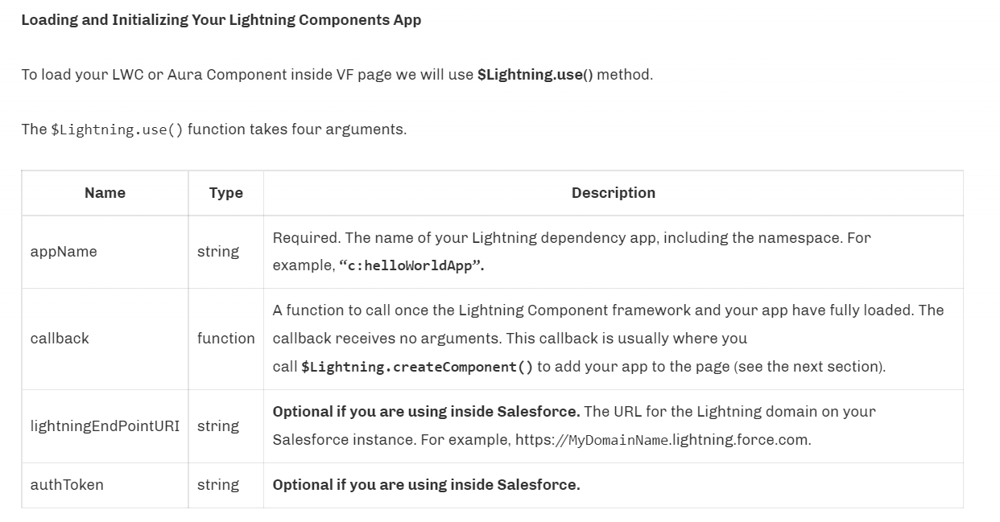 Loading and Initializing Your Lightning Components App
To load your LWC or Aura Component inside VF page we will use $Lightning.use() method.
The $Lightning.use() function takes four arguments.
Name Type Description
appName string Required. The name of your Lightning dependency app, including the namespace. For
example, “c:helloWorldApp”.
callback function A function to call once the Lightning Component framework and your app have fully loaded. The
callback receives no arguments. This callback is usually where you
call $Lightning.createComponent() to add your app to the page (see the next section).
lightningEndPointURI string Optional if you are using inside Salesforce. The URL for the Lightning domain on your
Salesforce instance. For example, https://MyDomainName.lightning.force.com.
authToken string Optional if you are using inside Salesforce.